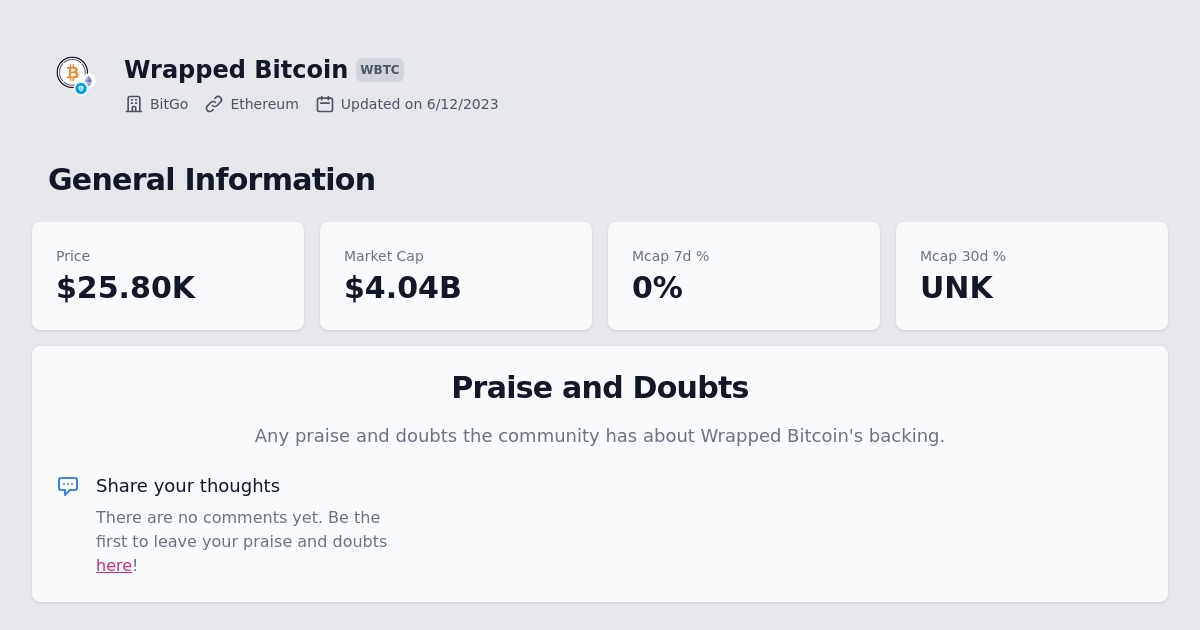 Wrapped Bitcoin WBTC
BitGo Ethereum Updated on 6/12/2023
General Information
Price Market Cap Mcap 7d % Mcap 30d %
$25.80K $4.04B 0% UNK
Praise and Doubts
Any praise and doubts the community has about Wrapped Bitcoin's backing.
Share your thoughts
There are no comments yet. Be the
first to leave your praise and doubts
here!